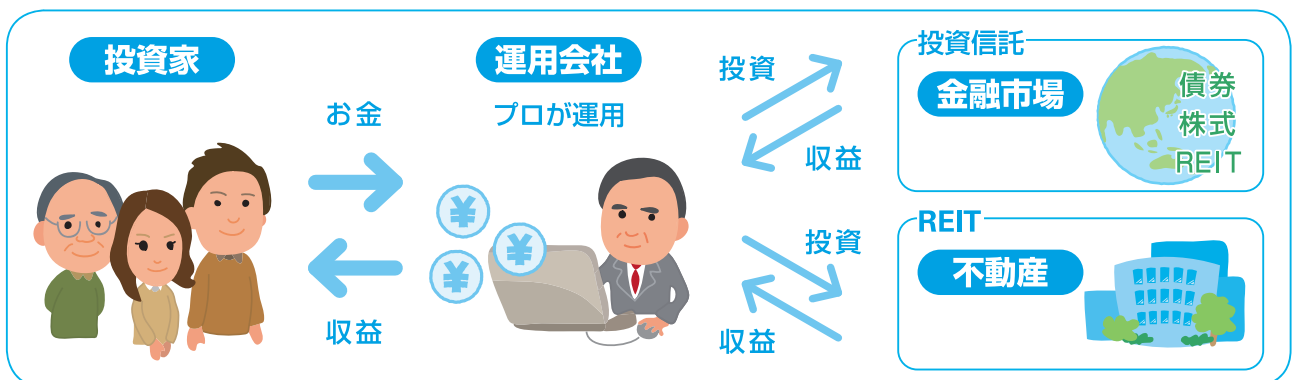 投資家
お金
収益
運用会社
プロが運用
¥
¥
¥
投資
収益
投資
収益
投資信託
金融市場
債券
株式
REIT
REIT
不動産